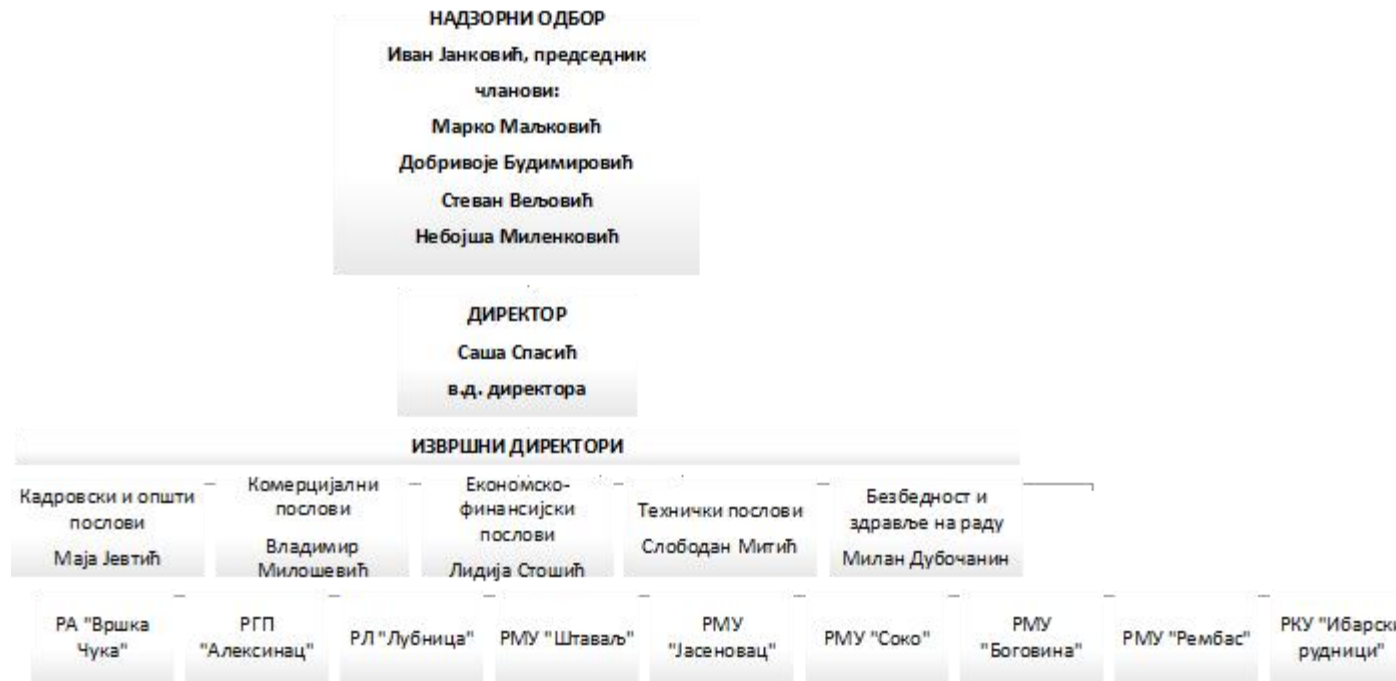 НАДЗОРНИ ОДБОР
Иван Јанковић, председник
чланови:
Марко Маљковић
Добривоје Будимировић
Стеван Вељовић
Небојша Миленковић
ДИРЕКТОР
Саша Спасић
в.д. директора
ИЗВРШНИ ДИРЕКТОРИ
Кадровски и општи
послови
Маја Јевтић
Комерцијални
послови
Владимир
Милошевић
Економско-
финансијски
послови
Лидија Стошић
Технички послови
Слободан Митић
Безбедност и
здравље на раду
Милан Дубочанин
РА "Вршка
Чука"
РГП
"Алексинац"
РЛ "Лубница"
РМУ "Штаваљ"
РМУ
"Јасеновац"
РМУ "Соко"
РМУ
"Боговина"
РМУ "Рембас"
РКУ "Ибарски
рудници"